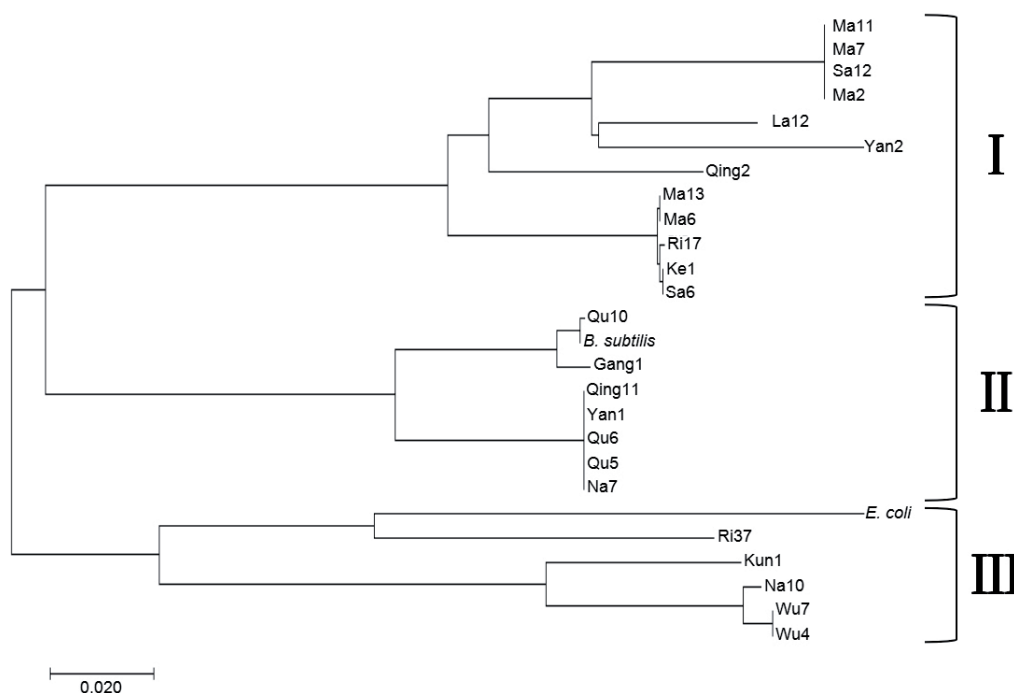 Ma11
Ma7
Sa12
Ma2
La12
Yan2
Qing2
Ma13
Ma6
Ri17
Ke1
Sa6
I
Qu10
B. subtilis
Gang1
Qing11
Yan1
Qu6
Qu5
Na7
II
E. coli
Ri37
Kun1
Na10
Wu7
Wu4
III
0.020